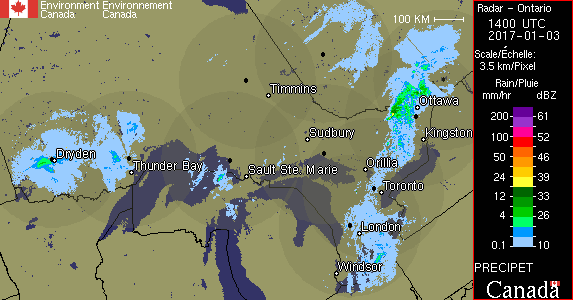 Environment Environnement
Canada Canada
100 KM
Timmins
Ottawa
Sudbury
Kingston
Dryden
Thunder Bay
Sault Ste. Marie
Orillia
Toronto
London
Windsor
Radar - Ontario
1400 UTC
2017-01-03
Scale/Échelle:
3.5 km/Pixel
Rain/Pluie
mm/hr dBZ
200 61
100 52
50 46
24 39
12 33
4 26
0.1 10
PRECIPET
Canada